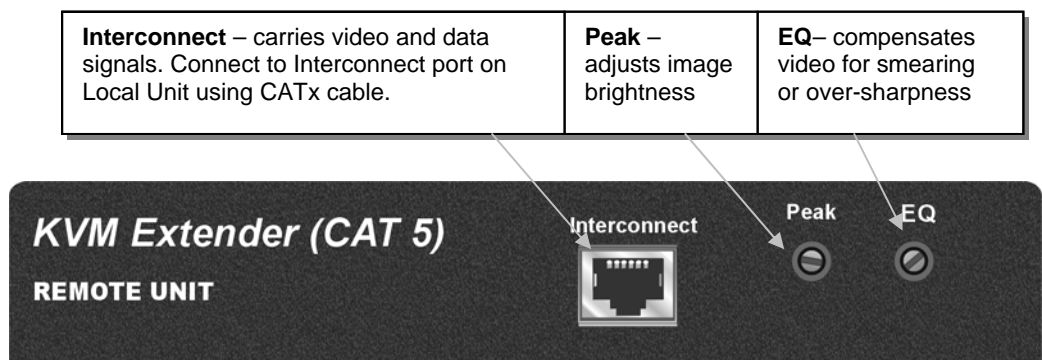 Interconnect – carries video and data
signals. Connect to Interconnect port on
Local Unit using CATx cable.
Peak –
adjusts image
brightness
EQ– compensates
video for smearing
or over-sharpness
KVM Extender (CAT 5)
REMOTE UNIT
Interconnect
Peak
EQ